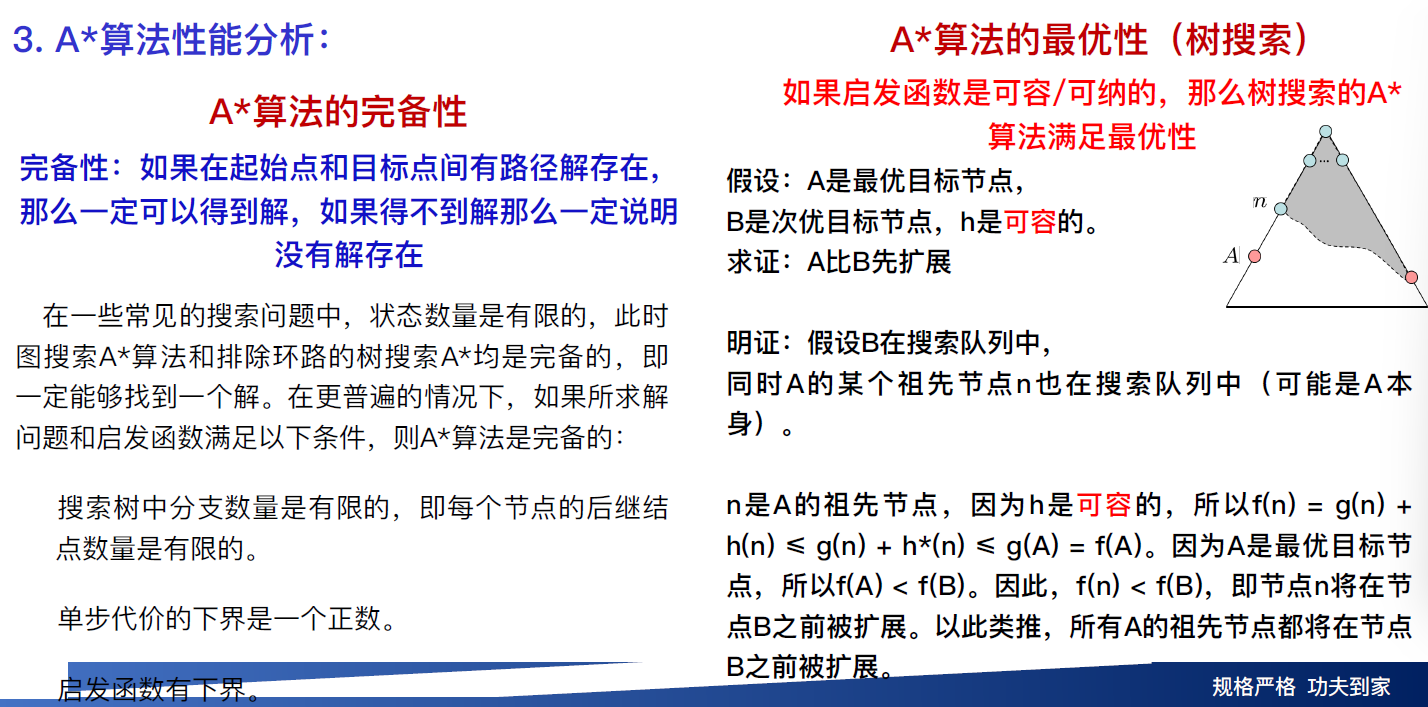 3. A*算法性能分析：
A*算法的完备性
完备性：如果在起始点和目标点间有路径解存在，
那么一定可以得到解，如果得不到解那么一定说明
没有解存在
在一些常见的搜索问题中，状态数量是有限的，此时
图搜索A*算法和排除环路的树搜索A*均是完备的，即
一定能够找到一个解。在更普遍的情况下，如果所求解
问题和启发函数满足以下条件，则A*算法是完备的：
搜索树中分支数量是有限的，即每个节点的后继结
点数量是有限的。
单步代价的下界是一个正数。
启发函数有下界。
A*算法的最优性（树搜索）
如果启发函数是可容/可纳的，那么树搜索的A*
算法满足最优性
假设：A是最优目标节点，
B是次优目标节点，h是可容的。
求证：A比B先扩展
...
n
A
明证：假设B在搜索队列中，
同时A的某个祖先节点n也在搜索队列中（可能是A本
身）。
n是A的祖先节点，因为h是可容的，所以f(n) = g(n) +
h(n) ≤ g(n) + h*(n) ≤ g(A) = f(A)。因为A是最优目标节
点，所以f(A) < f(B)。因此，f(n) < f(B)，即节点n将在节
点B之前被扩展。以此类推，所有A的祖先节点都将在节点
B之前被扩展。
规格严格 功夫到家